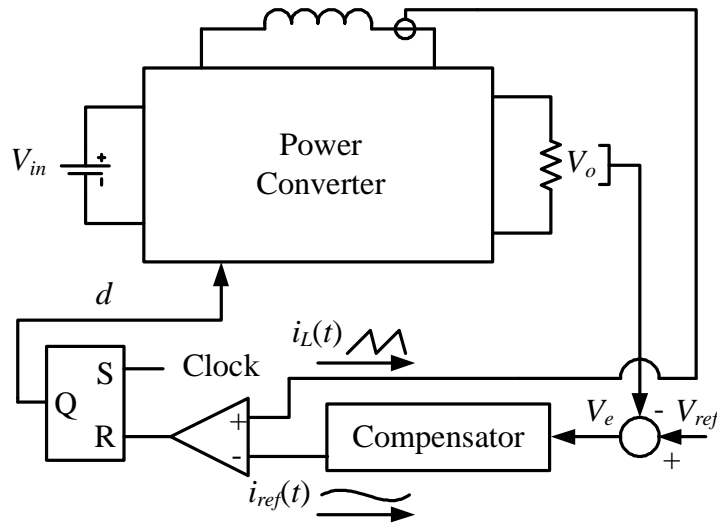 Power
Converter
V_in
+
-
V_o
d
i_L(t)
S
Clock
Q
R
+
-
Compensator
V_e
-
V_ref
+
i_ref(t)